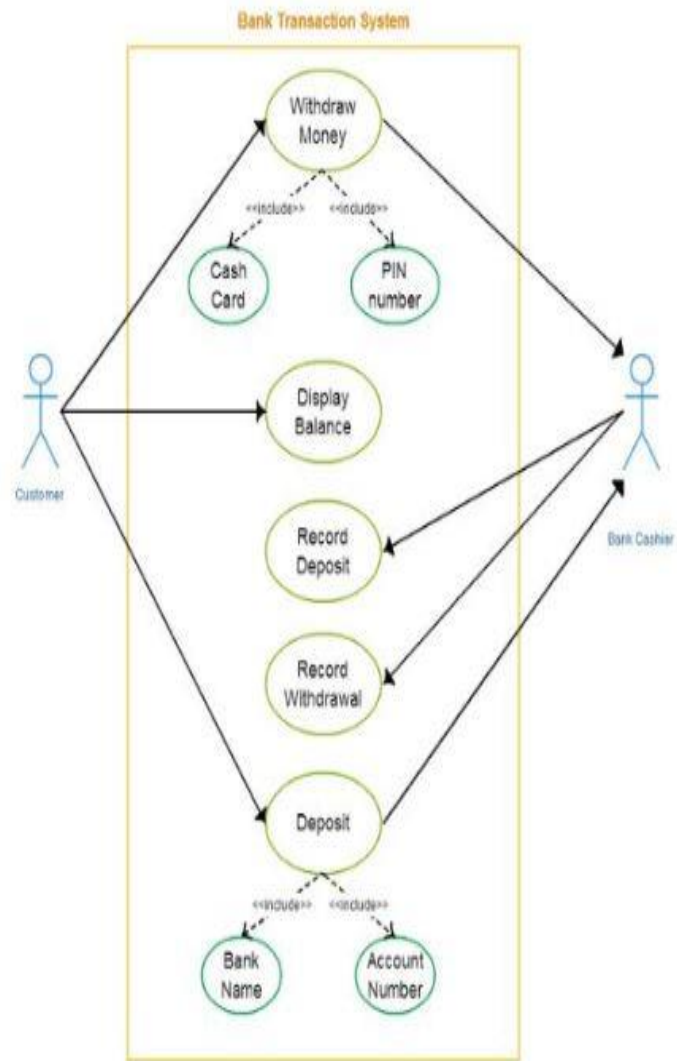 Bank Transaction System
Withdraw
Money
<<include>>
<<include>>
Cash
Card
PIN
number
Display
Balance
Customer
Record
Deposit
Bank Cashier
Record
Withdrawal
Deposit
<<include>>
<<include>>
Bank
Name
Account
Number